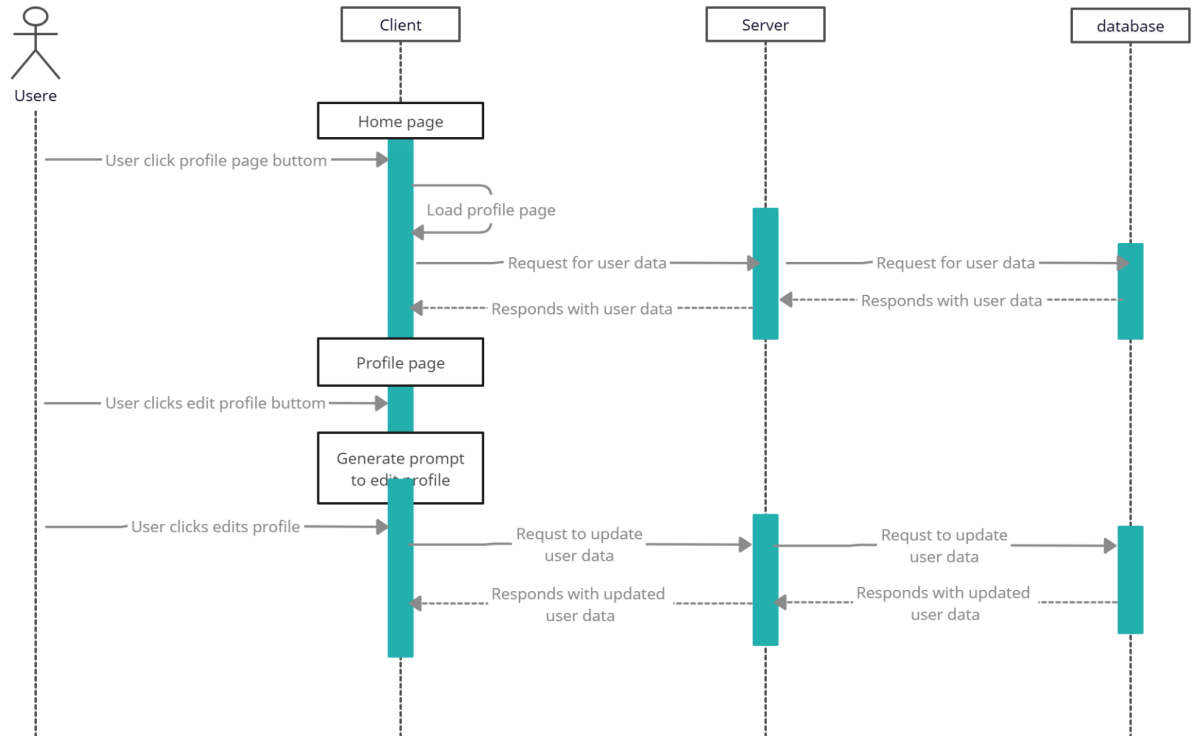 Client
Server
database
Usere
Home page
User click profile page buttom
Load profile page
Request for user data
Request for user data
Responds with user data
Responds with user data
Profile page
User clicks edit profile buttom
Generate prompt
to edit profile
User clicks edits profile
Requst to update
user data
Requst to update
user data
Responds with updated
user data
Responds with updated
user data